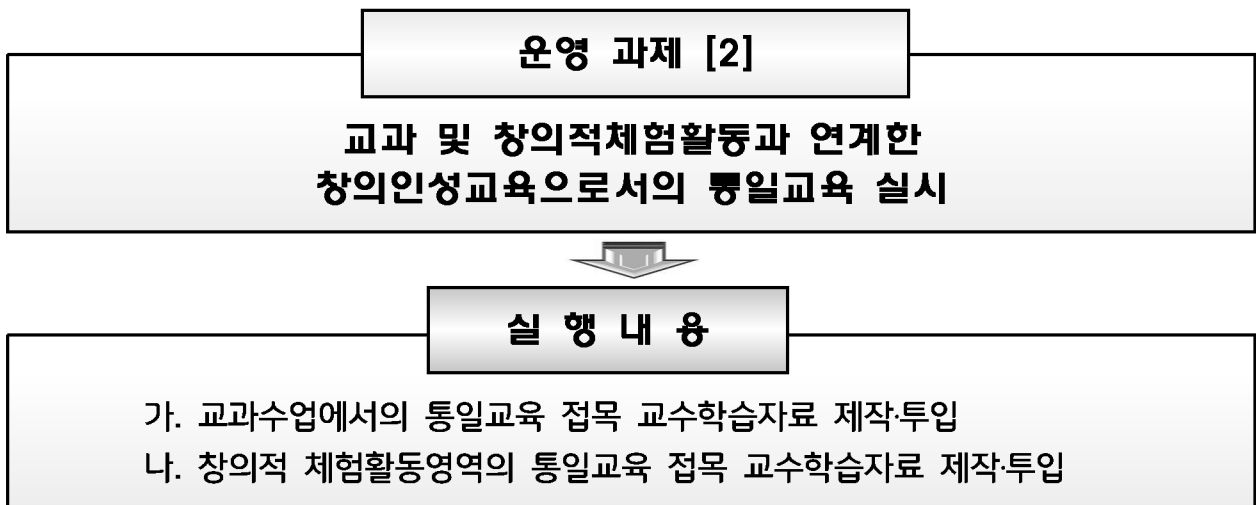 운영 과제 [2]
교과 및 창의적체험활동과 연계한
창의인성교육으로서의 통일교육 실시
실 행 내 용
가. 교과수업에서의 통일교육 접목 교수학습자료 제작·투입
나. 창의적 체험활동영역의 통일교육 접목 교수학습자료 제작·투입